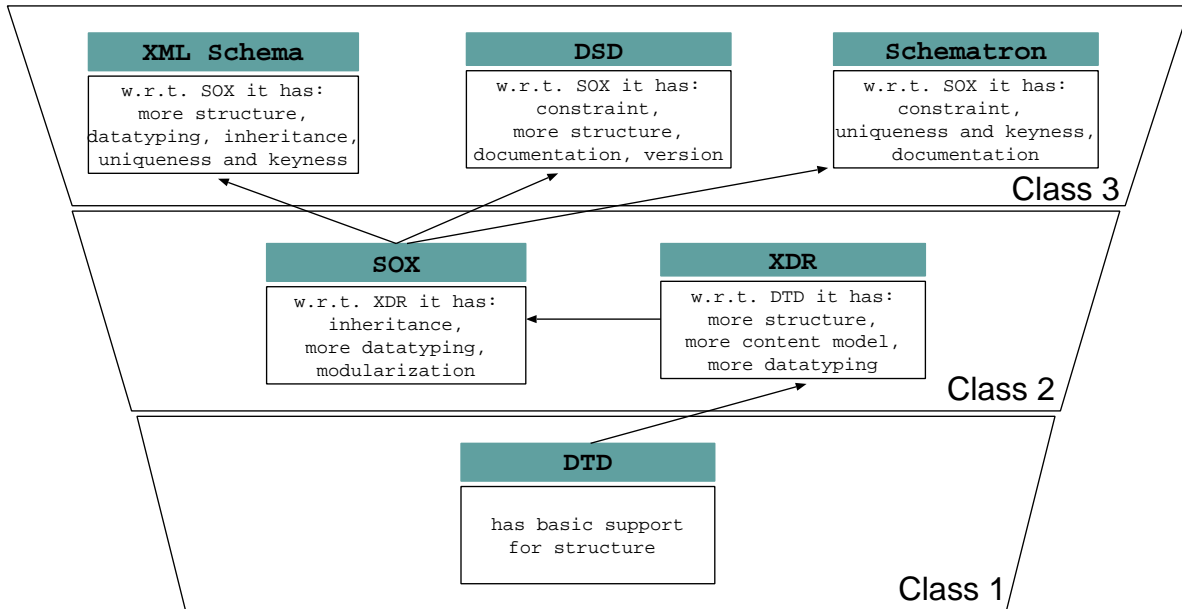 XML Schema
w.r.t. SOX it has:
more structure,
datatyping, inheritance,
uniqueness and keyness
DSD
w.r.t. SOX it has:
constraint,
more structure,
documentation, version
Schematron
w.r.t. SOX it has:
constraint,
uniqueness and keyness,
documentation
Class 3
SOX
w.r.t. XDR it has:
inheritance,
more datatyping,
modularization
XDR
w.r.t. DTD it has:
more structure,
more content model,
more datatyping
Class 2
DTD
has basic support
for structure
Class 1